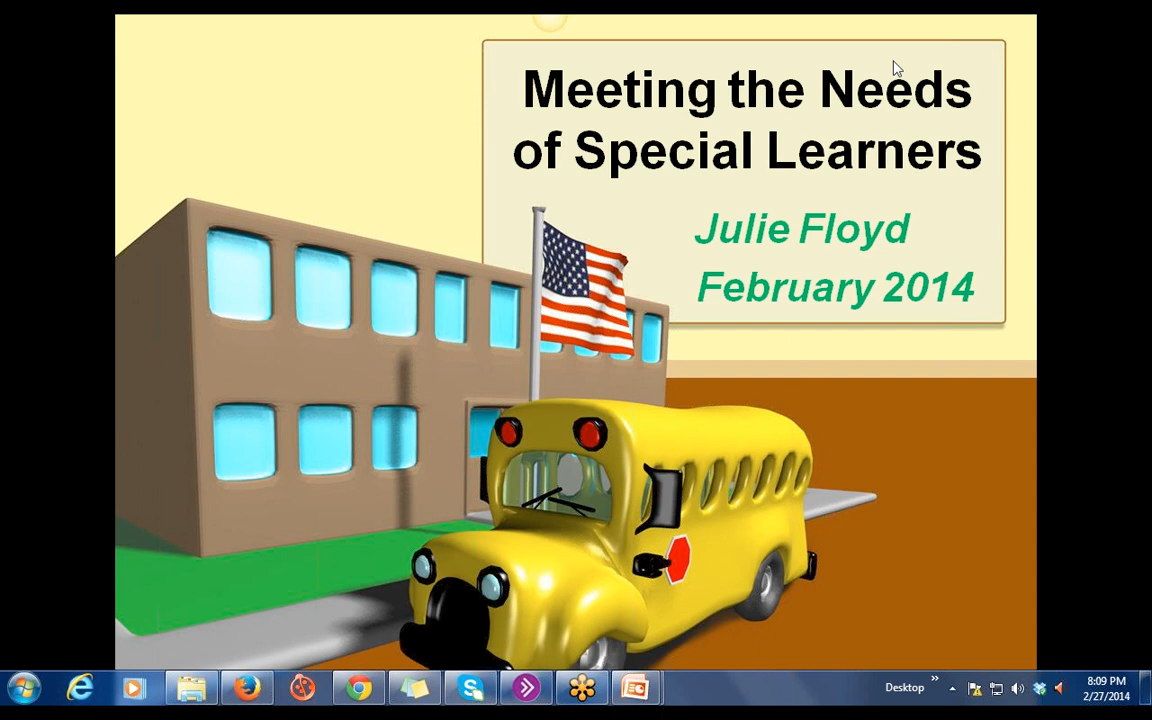 Meeting the Needs
of Special Learners
Julie Floyd
February 2014
Desktop
8:09 PM
2/27/2014